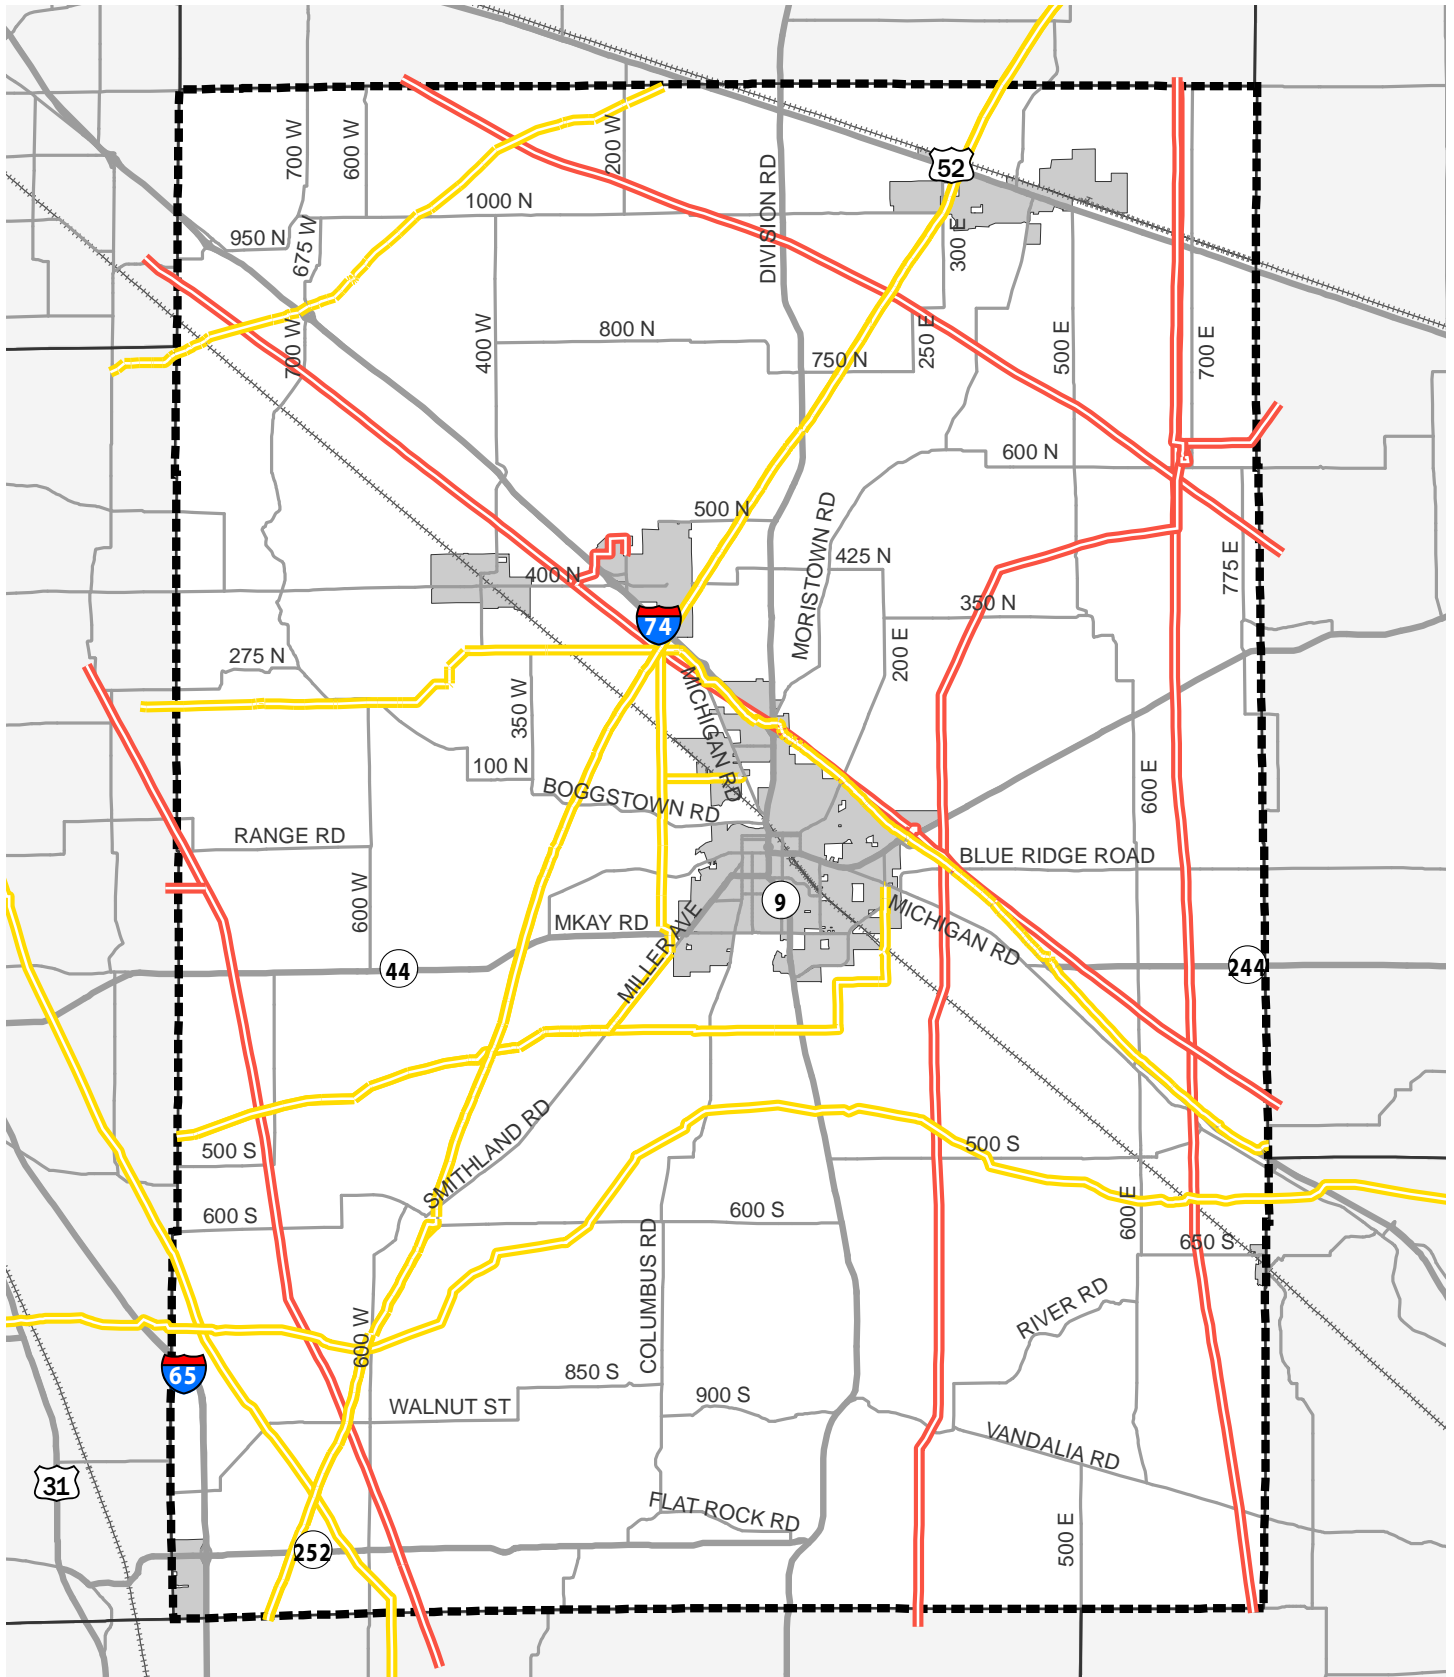 52
700 W
600 W
200 W
DIVISION RD
1000 N
950 N
675 W
300 E
700 W
400 W
800 N
750 N
250 E
500 E
700 E
600 N
500 N
MORISTOWN RD
425 N
775 E
400 N
350 N
74
200 E
275 N
350 W
MICHIGAN RD
100 N
BOGGSTOWN RD
600 E
RANGE RD
BLUE RIDGE ROAD
600 W
MKAY RD
9
MICHIGAN RD
MILLER AVE
44
244
SMITHLAND RD
500 S
500 S
600 S
600 S
600 E
650 S
COLUMBUS RD
RIVER RD
600 W
65
850 S
WALNUT ST
900 S
VANDALIA RD
31
FLAT ROCK RD
500 E
252